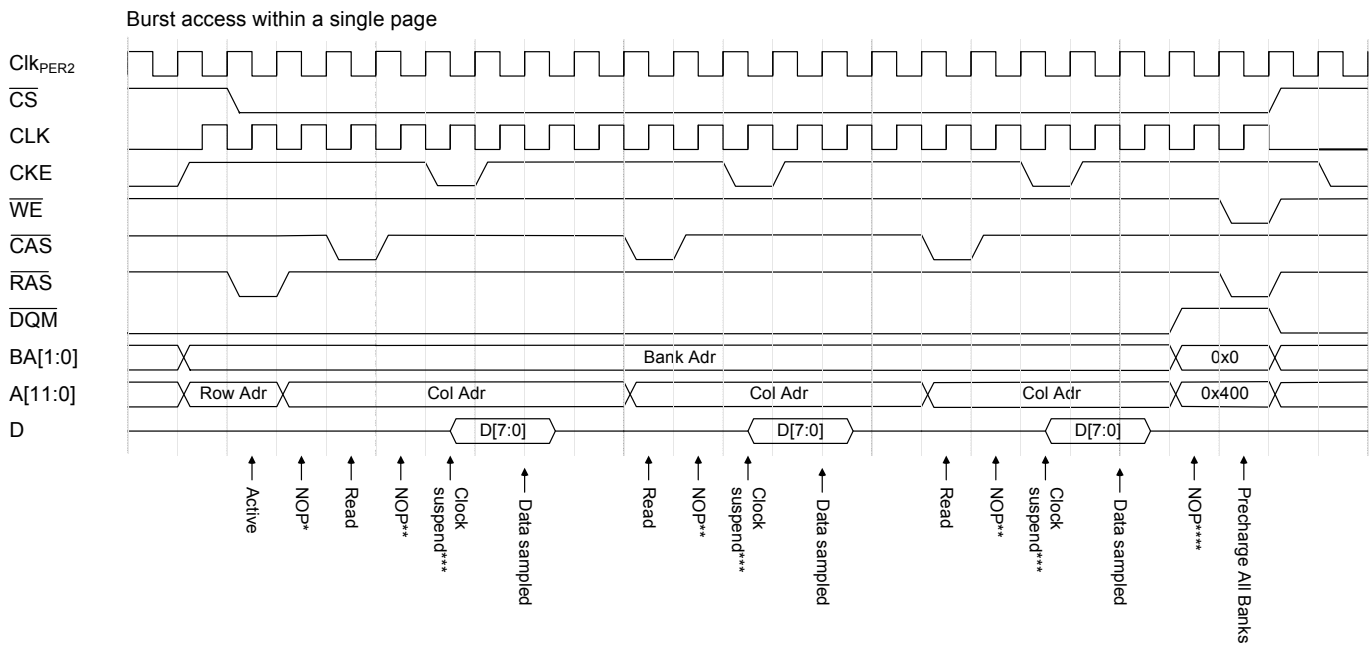 Burst access within a single page
ClkPER2
CS
CLK
CKE
WE
CAS
RAS
DQM
BA[1:0]
Bank Adr
0x0
A[11:0]
Row Adr
Col Adr
Col Adr
Col Adr
0x400
D
D[7:0]
D[7:0]
D[7:0]
Active
NOP*
Read
NOP**
Clock
suspend***
Data sampled
Read
NOP**
Clock
suspend***
Data sampled
Read
NOP**
Clock
suspend***
Data sampled
NOP****
Precharge All Banks